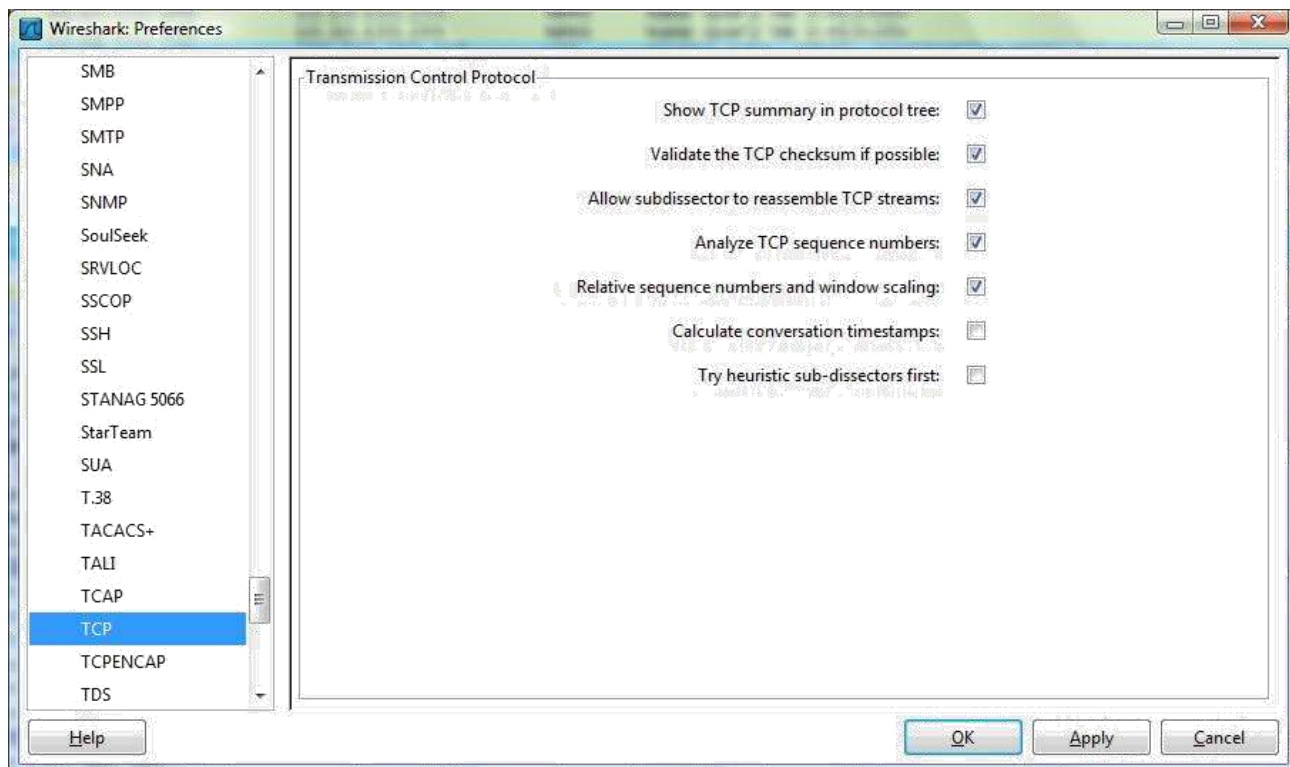 Wireshark: Preferences
SMB
SMPP
SMTP
SNA
SNMP
SoulSeek
SRVLOC
SSCOP
SSH
SSL
STANAG 5066
StarTeam
SUA
T.38
TACACS+
TALI
TCAP
TCP
TCPENCAP
TDS
Transmission Control Protocol
Show TCP summary in protocol tree:
Validate the TCP checksum if possible:
Allow subdissector to reassemble TCP streams:
Analyze TCP sequence numbers:
Relative sequence numbers and window scaling:
Calculate conversation timestamps:
Try heuristic sub-dissectors first:
Help
OK
Apply
Cancel